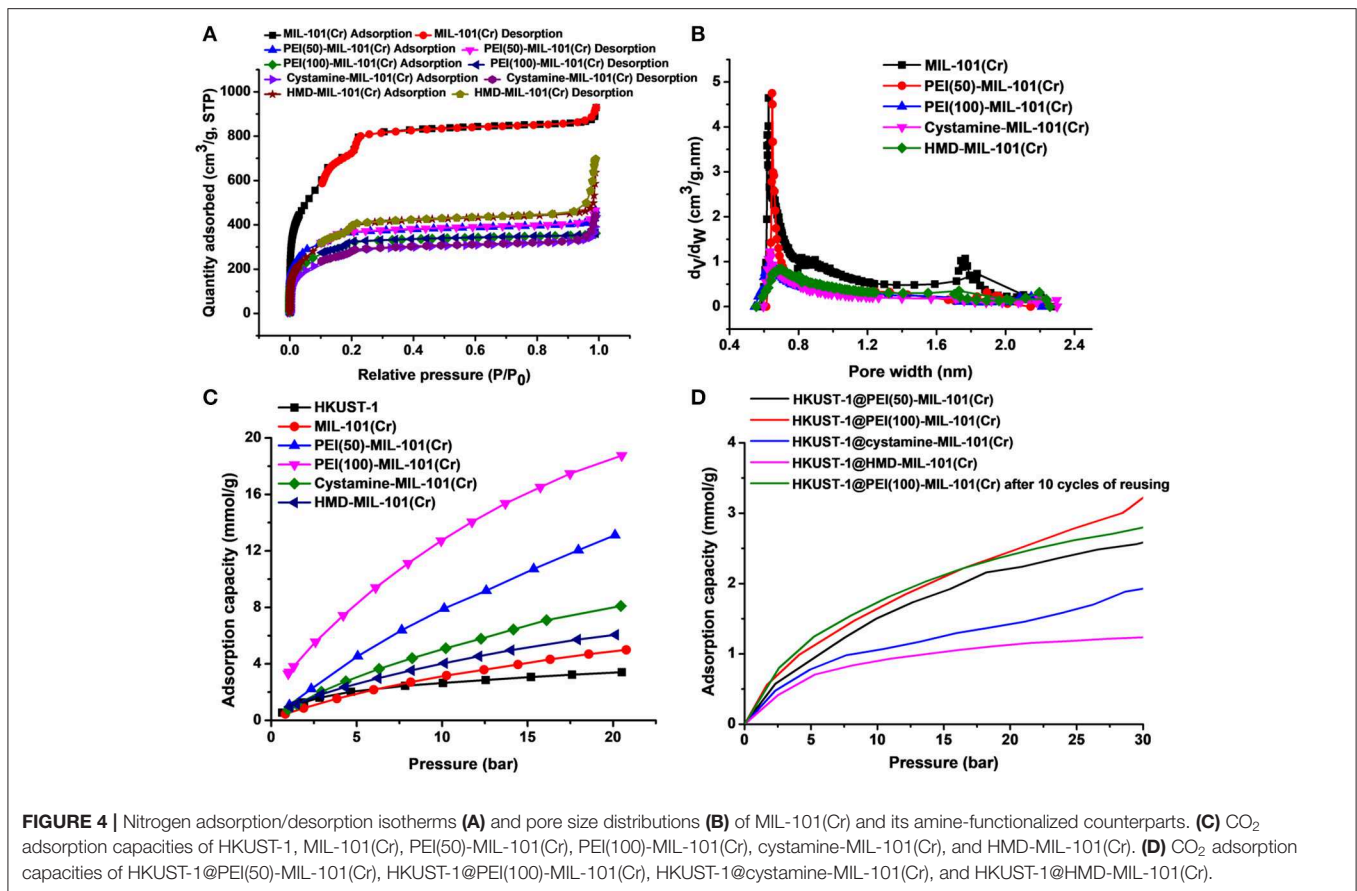 A
MIL-101(Cr) Adsorption MIL-101(Cr) Desorption
PEI(50)-MIL-101(Cr) Adsorption PEI(50)-MIL-101(Cr) Desorption
PEI(100)-MIL-101(Cr) Adsorption PEI(100)-MIL-101(Cr) Desorption
Cystamine-MIL-101(Cr) Adsorption Cystamine-MIL-101(Cr) Desorption
HMD-MIL-101(Cr) Adsorption HMD-MIL-101(Cr) Desorption
Quantity adsorbed (cm³/g, STP)
1000
800
600
400
200
0
0.0 0.2 0.4 0.6 0.8 1.0
Relative pressure (P/P₀)
B
MIL-101(Cr)
PEI(50)-MIL-101(Cr)
PEI(100)-MIL-101(Cr)
Cystamine-MIL-101(Cr)
HMD-MIL-101(Cr)
dV/dW (cm³/g.nm)
5
4
3
2
1
0
0.4 0.8 1.2 1.6 2.0 2.4
Pore width (nm)
C
HKUST-1
MIL-101(Cr)
PEI(50)-MIL-101(Cr)
PEI(100)-MIL-101(Cr)
Cystamine-MIL-101(Cr)
HMD-MIL-101(Cr)
Adsorption capacity (mmol/g)
20
16
12
8
4
0
0 5 10 15 20
Pressure (bar)
D
HKUST-1@PEI(50)-MIL-101(Cr)
HKUST-1@PEI(100)-MIL-101(Cr)
HKUST-1@cystamine-MIL-101(Cr)
HKUST-1@HMD-MIL-101(Cr)
HKUST-1@PEI(100)-MIL-101(Cr) after 10 cycles of reusing
Adsorption capacity (mmol/g)
4
3
2
1
0
0 5 10 15 20 25 30
Pressure (bar)
FIGURE 4 | Nitrogen adsorption/desorption isotherms (A) and pore size distributions (B) of MIL-101(Cr) and its amine-functionalized counterparts. (C) CO₂
adsorption capacities of HKUST-1, MIL-101(Cr), PEI(50)-MIL-101(Cr), PEI(100)-MIL-101(Cr), cystamine-MIL-101(Cr), and HMD-MIL-101(Cr). (D) CO₂ adsorption
capacities of HKUST-1@PEI(50)-MIL-101(Cr), HKUST-1@PEI(100)-MIL-101(Cr), HKUST-1@cystamine-MIL-101(Cr), and HKUST-1@HMD-MIL-101(Cr).